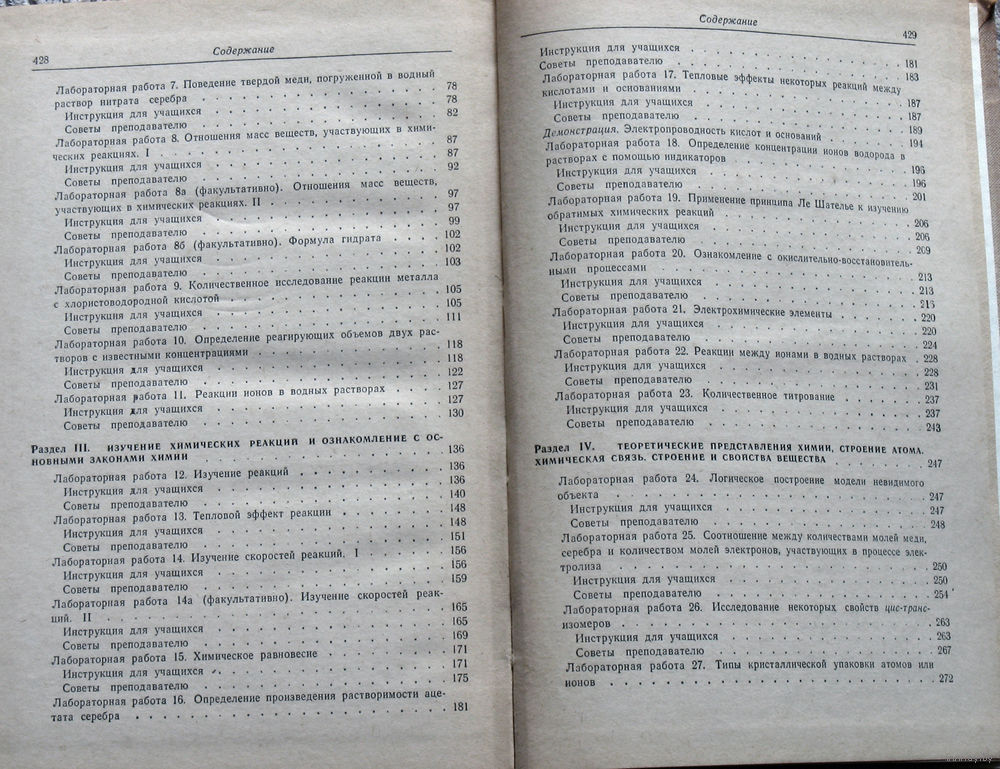 428 Содержание
Лабораторная работа 7. Поведение твердой меди, погруженной в водный
раствор нитрата серебра . . . . . . . . . . 78
Инструкция для учащихся . . . . . . . . . . 78
Советы преподавателю . . . . . . . . . . 82
Лабораторная работа 8. Отношения масс веществ, участвующих в хими-
ческих реакциях. I . . . . . . . . . . 87
Инструкция для учащихся . . . . . . . . . . 87
Советы преподавателю . . . . . . . . . . 92
Лабораторная работа 8а (факультативно). Отношения масс веществ,
участвующих в химических реакциях. II . . . . . . . . . . 97
Инструкция для учащихся . . . . . . . . . . 97
Советы преподавателю . . . . . . . . . . 99
Лабораторная работа 8б (факультативно). Формула гидрата . . . . 102
Инструкция для учащихся . . . . . . . . . . 102
Советы преподавателю . . . . . . . . . . 103
Лабораторная работа 9. Количественное исследование реакции металла
с хлористоводородной кислотой . . . . . . . . . . 105
Инструкция для учащихся . . . . . . . . . . 105
Советы преподавателю . . . . . . . . . . 111
Лабораторная работа 10. Определение реагирующих объемов двух рас-
творов с известными концентрациями . . . . . . . . . . 118
Инструкция для учащихся . . . . . . . . . . 118
Советы преподавателю . . . . . . . . . . 122
Лабораторная работа 11. Реакции ионов в водных растворах . . . . 127
Инструкция для учащихся . . . . . . . . . . 127
Советы преподавателю . . . . . . . . . . 130
Раздел III. ИЗУЧЕНИЕ ХИМИЧЕСКИХ РЕАКЦИЙ И ОЗНАКОМЛЕНИЕ С ОС-
НОВНЫМИ ЗАКОНАМИ ХИМИИ . . . . . . . . . . 136
Лабораторная работа 12. Изучение реакций . . . . . . . . . . 136
Инструкция для учащихся . . . . . . . . . . 136
Советы преподавателю . . . . . . . . . . 140
Лабораторная работа 13. Тепловой эффект реакции . . . . . . . 148
Инструкция для учащихся . . . . . . . . . . 148
Советы преподавателю . . . . . . . . . . 151
Лабораторная работа 14. Изучение скоростей реакций. I . . . . . 156
Инструкция для учащихся . . . . . . . . . . 156
Советы преподавателю . . . . . . . . . . 159
Лабораторная работа 14а (факультативно). Изучение скоростей реак-
ций. II . . . . . . . . . . 165
Инструкция для учащихся . . . . . . . . . . 165
Советы преподавателю . . . . . . . . . . 169
Лабораторная работа 15. Химическое равновесие . . . . . . . . 171
Инструкция для учащихся . . . . . . . . . . 171
Советы преподавателю . . . . . . . . . . 175
Лабораторная работа 16. Определение произведения растворимости аце-
тата серебра . . . . . . . . . . 181
Содержание 429
Инструкция для учащихся . . . . . . . . . . 181
Советы преподавателю . . . . . . . . . . 183
Лабораторная работа 17. Тепловые эффекты некоторых реакций между
кислотами и основаниями . . . . . . . . . . 187
Инструкция для учащихся . . . . . . . . . . 187
Советы преподавателю . . . . . . . . . . 189
Демонстрация. Электропроводность кислот и оснований . . . . . 194
Лабораторная работа 18. Определение концентрации ионов водорода в
растворах с помощью индикаторов . . . . . . . . . . 196
Инструкция для учащихся . . . . . . . . . . 196
Советы преподавателю . . . . . . . . . . 201
Лабораторная работа 19. Применение принципа Ле Шателье к изучению
обратимых химических реакций . . . . . . . . . . 206
Инструкция для учащихся . . . . . . . . . . 206
Советы преподавателю . . . . . . . . . . 209
Лабораторная работа 20. Ознакомление с окислительно-восстановитель-
ными процессами . . . . . . . . . . 213
Инструкция для учащихся . . . . . . . . . . 213
Советы преподавателю . . . . . . . . . . 215
Лабораторная работа 21. Электрохимические элементы . . . . . 220
Инструкция для учащихся . . . . . . . . . . 220
Советы преподавателю . . . . . . . . . . 224
Лабораторная работа 22. Реакции между ионами в водных растворах . 228
Инструкция для учащихся . . . . . . . . . . 228
Советы преподавателю . . . . . . . . . . 231
Лабораторная работа 23. Количественное титрование . . . . . . 237
Инструкция для учащихся . . . . . . . . . . 237
Советы преподавателю . . . . . . . . . . 243
Раздел IV. ТЕОРЕТИЧЕСКИЕ ПРЕДСТАВЛЕНИЯ ХИМИИ, СТРОЕНИЕ АТОМА.
ХИМИЧЕСКАЯ СВЯЗЬ. СТРОЕНИЕ И СВОЙСТВА ВЕЩЕСТВА . . . . . 247
Лабораторная работа 24. Логическое построение модели невидимого
объекта . . . . . . . . . . 247
Инструкция для учащихся . . . . . . . . . . 247
Советы преподавателю . . . . . . . . . . 248
Лабораторная работа 25. Соотношение между количествами молей меди,
серебра и количеством молей электронов, участвующих в процессе элек-
тролиза . . . . . . . . . . 250
Инструкция для учащихся . . . . . . . . . . 250
Советы преподавателю . . . . . . . . . . 254
Лабораторная работа 26. Исследование некоторых свойств цис-транс-
изомеров . . . . . . . . . . 263
Инструкция для учащихся . . . . . . . . . . 263
Советы преподавателю . . . . . . . . . . 267
Лабораторная работа 27. Типы кристаллической упаковки атомов или
ионов . . . . . . . . . . 272